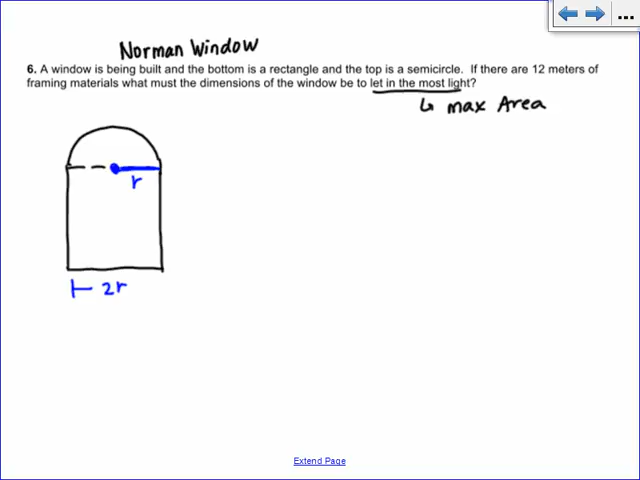 Norman Window
6. A window is being built and the bottom is a rectangle and the top is a semicircle. If there are 12 meters of
framing materials what must the dimensions of the window be to let in the most light?
↳ max Area
r
2r
Extend Page